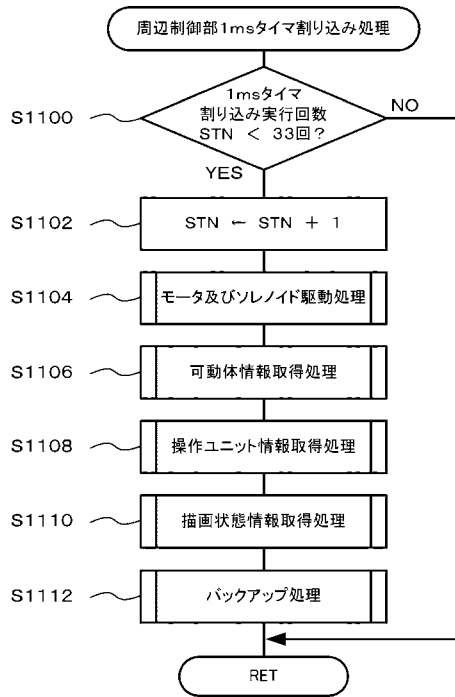 周辺制御部1msタイマ割り込み処理
1msタイマ
割り込み実行回数
STN < 33回?
S1100
NO
YES
S1102
STN ← STN + 1
S1104
モータ及びソレノイド駆動処理
S1106
可動体情報取得処理
S1108
操作ユニット情報取得処理
S1110
描画状態情報取得処理
S1112
バックアップ処理
RET